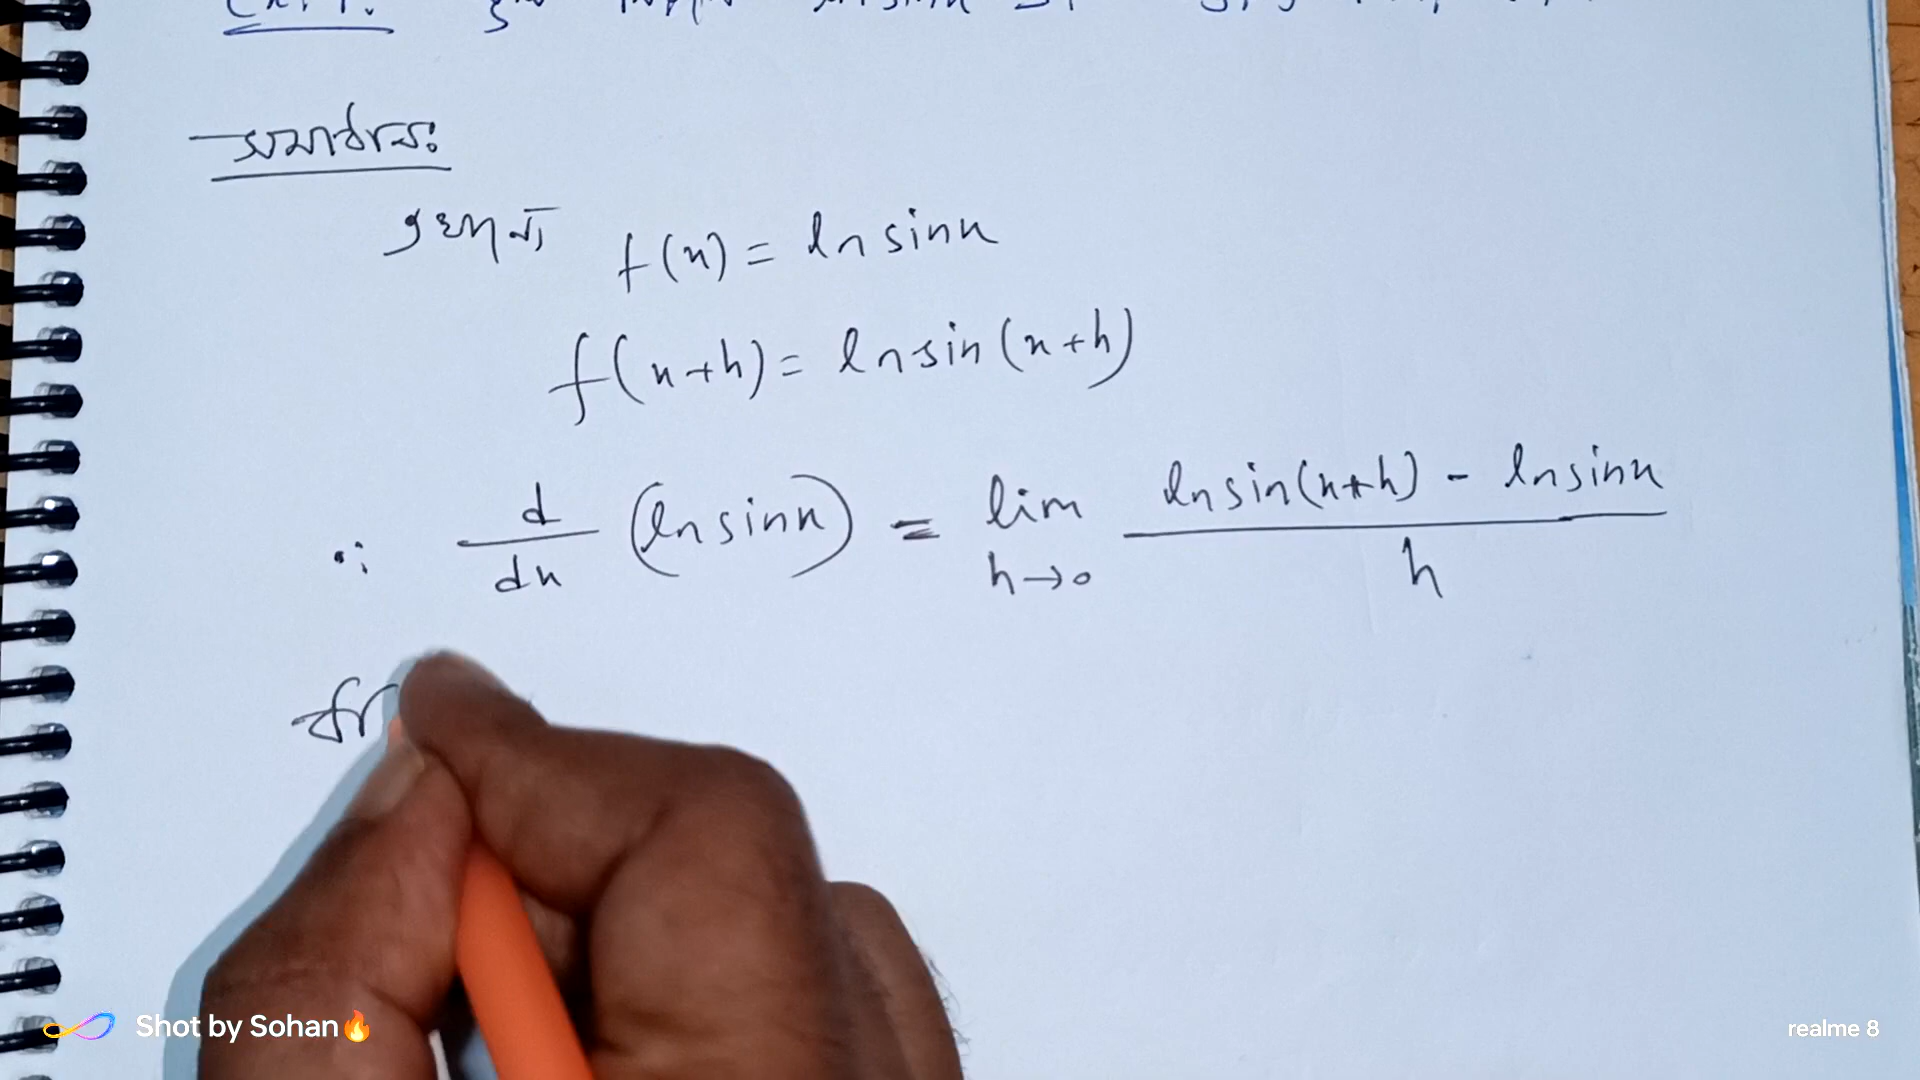 সমাধানঃ
f(x) = ln sinx
f(x+h) = ln sin(x+h)
∴ d/dx (ln sinx) = lim h→0 ln sin(x+h) - ln sinx / h
ধরি
Shot by Sohan🔥
realme 8